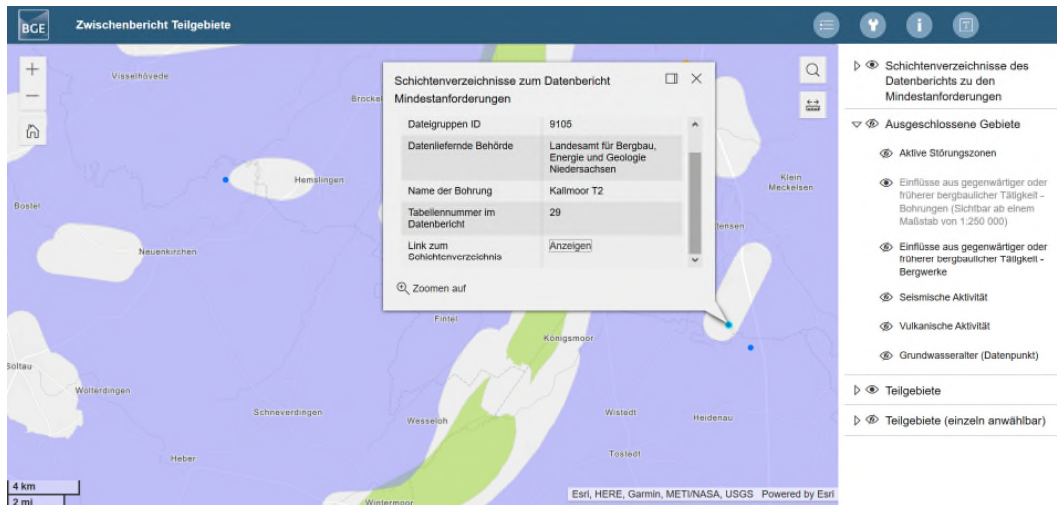 BGE
Zwischenbericht Teilgebiete
Visselhövede
Brockel
Hemslingen
Bostel
Neuenkirchen
Klein
Meckelsen
Fintel
Königsmoor
Soltau
Wolterdingen
Schneverdingen
Wesseloh
Wistedt
Heidenau
Tostedt
Heber
Wintermoor
Schichtenverzeichnisse zum Datenbericht
Mindestanforderungen
Dateigruppen ID 9105
Datenliefernde Behörde Landesamt für Bergbau,
Energie und Geologie
Niedersachsen
Name der Bohrung Kallmoor T2
Tabellennummer im 29
Datenbericht
Link zum Anzeigen
Schichtenverzeichnis
Zoomen auf
4 km
2 mi
Esri, HERE, Garmin, METI/NASA, USGS Powered by Esri
Schichtenverzeichnisse des
Datenberichts zu den
Mindestanforderungen
Ausgeschlossene Gebiete
Aktive Störungszonen
Einflüsse aus gegenwärtiger oder
früherer bergbaulicher Tätigkeit -
Bohrungen (Sichtbar ab einem
Maßstab von 1:250 000)
Einflüsse aus gegenwärtiger oder
früherer bergbaulicher Tätigkeit -
Bergwerke
Seismische Aktivität
Vulkanische Aktivität
Grundwasseralter (Datenpunkt)
Teilgebiete
Teilgebiete (einzeln anwählbar)